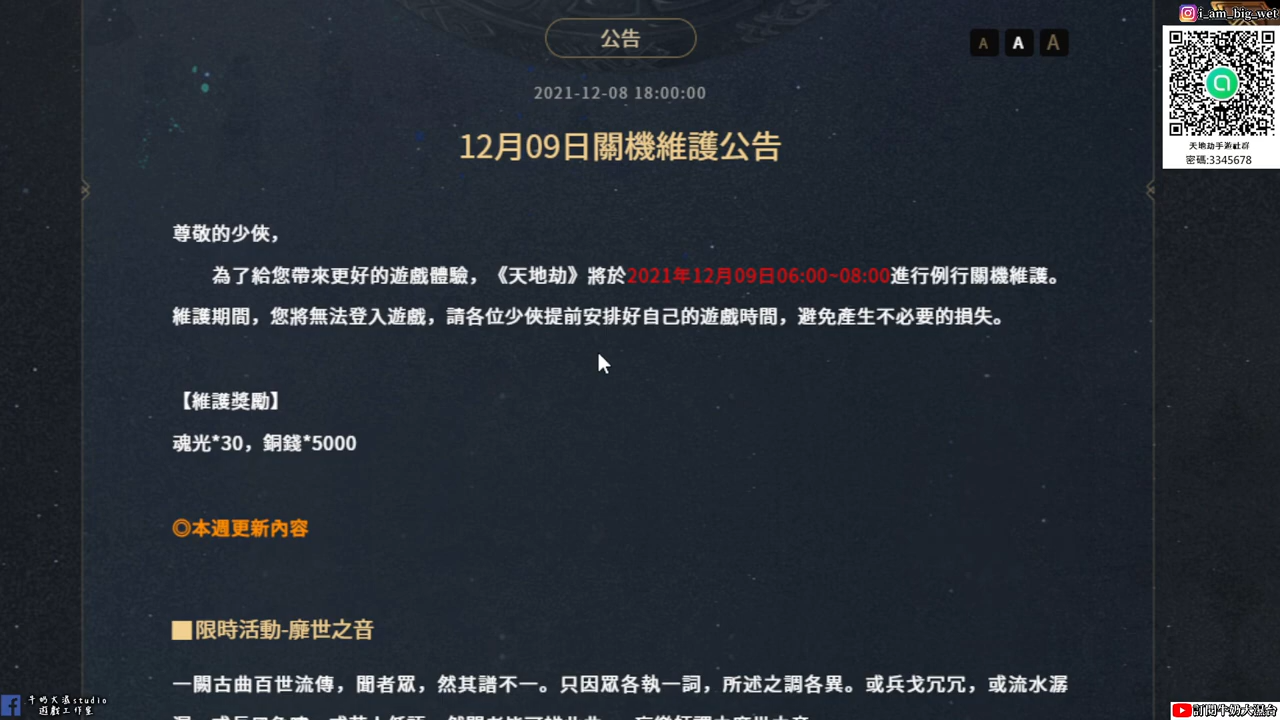 公告
i_am_big_wet
A A A
2021-12-08 18:00:00
12月09日關機維護公告
天地劫手遊社群
密碼:3345678
尊敬的少俠，
為了給您帶來更好的遊戲體驗，《天地劫》將於2021年12月09日06:00~08:00進行例行關機維護。
維護期間，您將無法登入遊戲，請各位少俠提前安排好自己的遊戲時間，避免產生不必要的損失。
【維護獎勵】
魂光*30，銅錢*5000
◎本週更新內容
■限時活動-靡世之音
一闕古曲百世流傳，聞者眾，然其譜不一。只因眾各執一詞，所述之調各異。或兵戈冗冗，或流水潺
牛奶大濕studio
遊戲工作室
訂閱牛奶大濕台